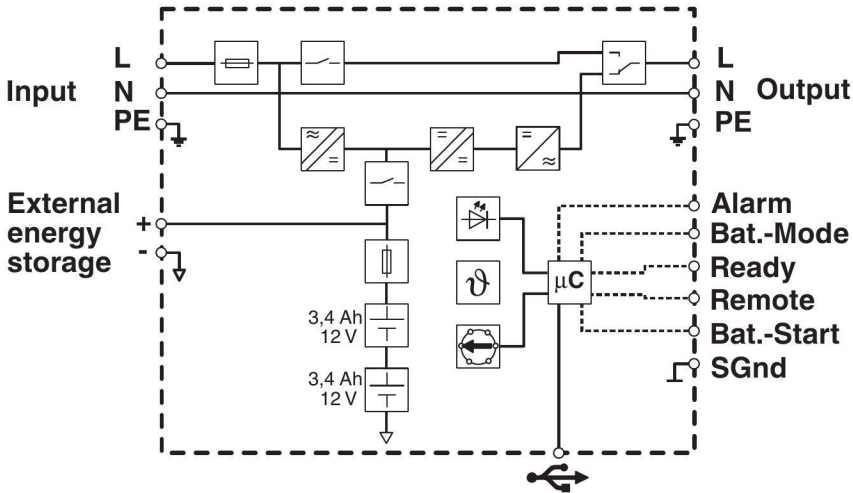 L
Input
N
PE
L
N
Output
PE
External
energy
storage
+
-
3,4 Ah
12 V
3,4 Ah
12 V
ϑ
µC
Alarm
Bat.-Mode
Ready
Remote
Bat.-Start
SGnd